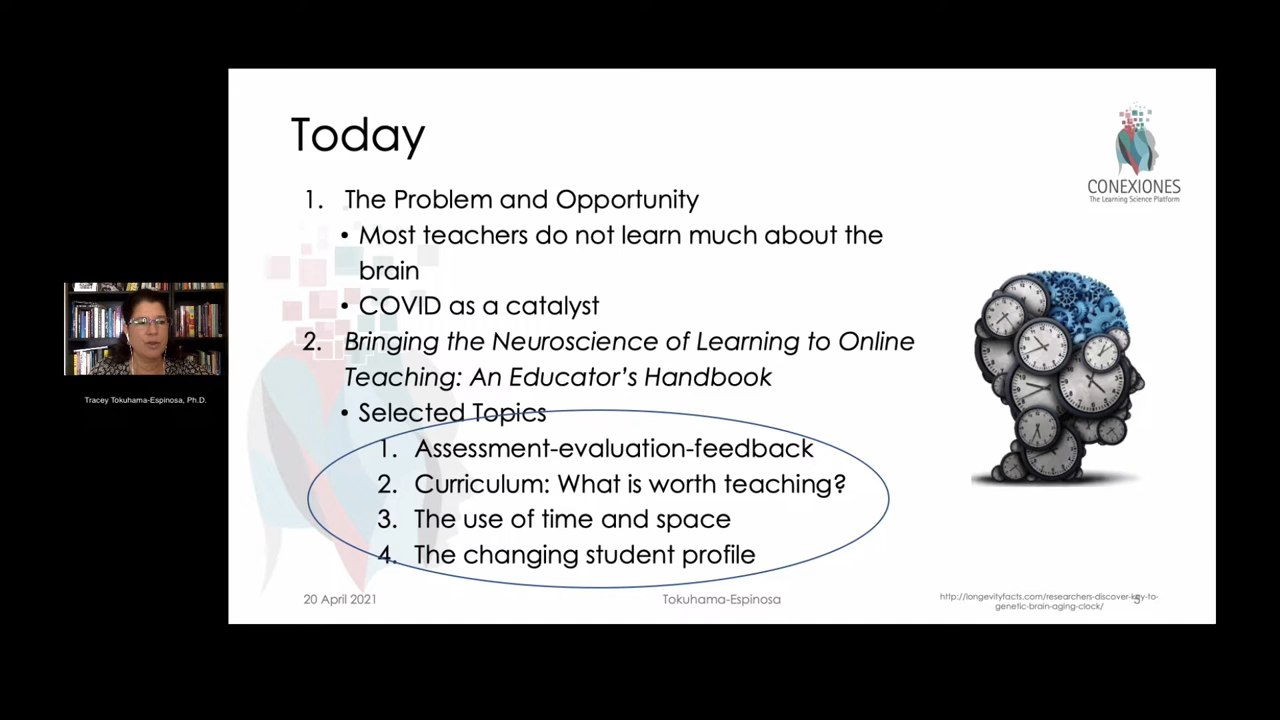 Today
CONEXIONES
The Learning Science Platform
1. The Problem and Opportunity
• Most teachers do not learn much about the
brain
• COVID as a catalyst
2. Bringing the Neuroscience of Learning to Online
Teaching: An Educator's Handbook
• Selected Topics
1. Assessment-evaluation-feedback
2. Curriculum: What is worth teaching?
3. The use of time and space
4. The changing student profile
Tracey Tokuhama-Espinosa, Ph.D.
20 April 2021
Tokuhama-Espinosa
http://longevityfacts.com/researchers-discover-key-to-
genetic-brain-aging-clock/
5